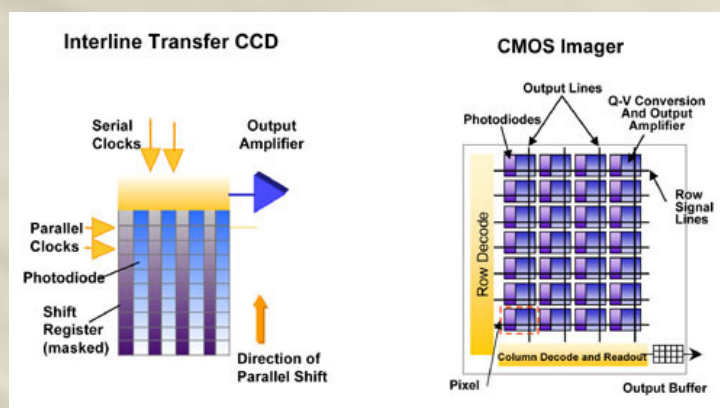 Interline Transfer CCD
Serial
Clocks
Output
Amplifier
Parallel
Clocks
Photodiode
Shift
Register
(masked)
Direction of
Parallel Shift
CMOS Imager
Output Lines
Photodiodes
Q-V Conversion
And Output
Amplifier
Row
Signal
Lines
Row Decode
Column Decode and Readout
Pixel
Output Buffer